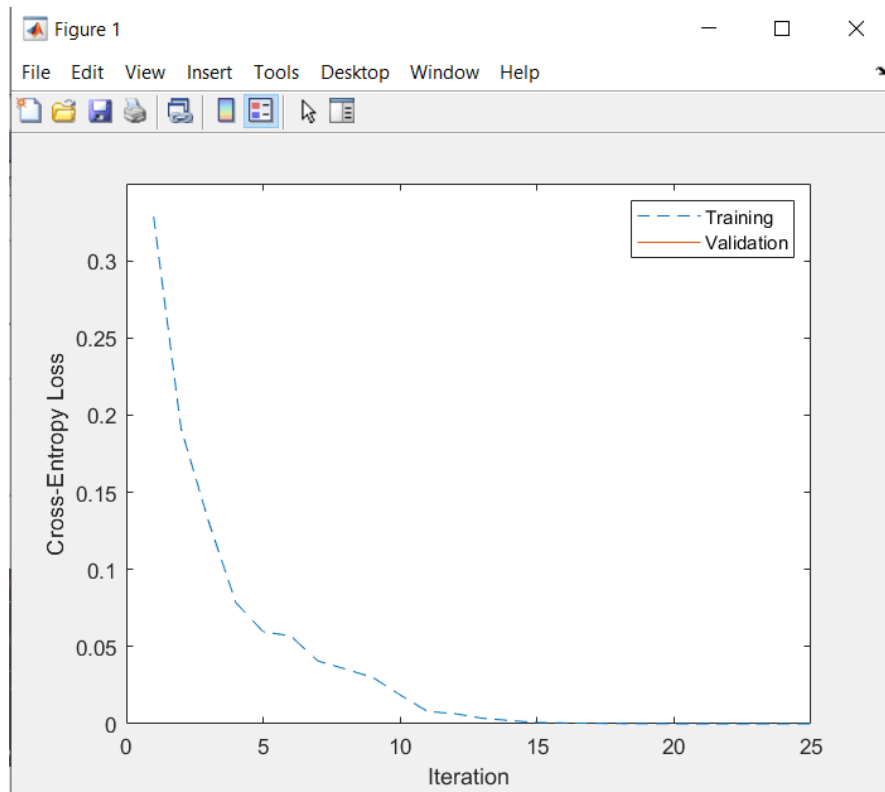 Figure 1
File Edit View Insert Tools Desktop Window Help
Training
Validation
0.3
0.25
0.2
0.15
0.1
0.05
0
Cross-Entropy Loss
0 5 10 15 20 25
Iteration